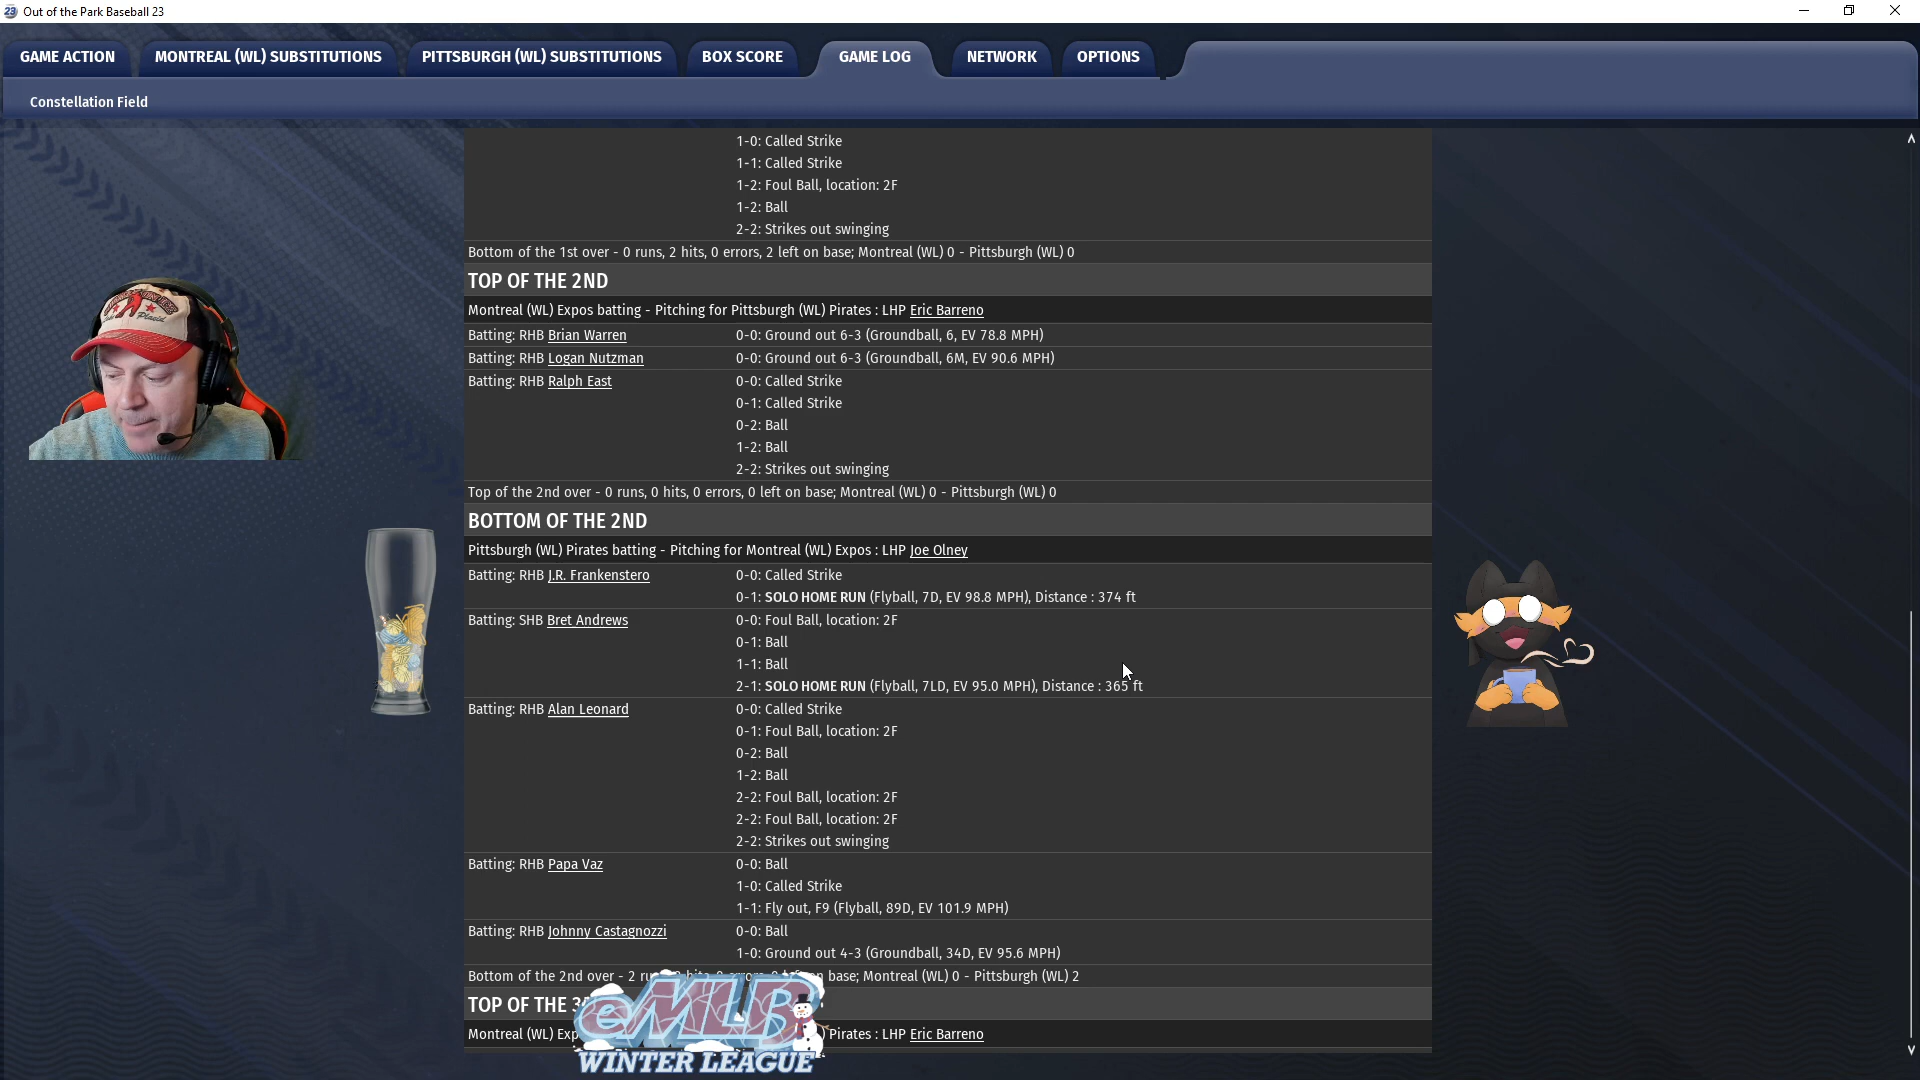 23 Out of the Park Baseball 23
GAME ACTION
MONTREAL (WL) SUBSTITUTIONS
PITTSBURGH (WL) SUBSTITUTIONS
BOX SCORE
GAME LOG
NETWORK
OPTIONS
Constellation Field
1-0: Called Strike
1-1: Called Strike
1-2: Foul Ball, location: 2F
1-2: Ball
2-2: Strikes out swinging
Bottom of the 1st over - 0 runs, 2 hits, 0 errors, 2 left on base; Montreal (WL) 0 - Pittsburgh (WL) 0
TOP OF THE 2ND
Montreal (WL) Expos batting - Pitching for Pittsburgh (WL) Pirates : LHP Eric Barreno
Batting: RHB Brian Warren 0-0: Ground out 6-3 (Groundball, 6, EV 78.8 MPH)
Batting: RHB Logan Nutzman 0-0: Ground out 6-3 (Groundball, 6M, EV 90.6 MPH)
Batting: RHB Ralph East 0-0: Called Strike
0-1: Called Strike
0-2: Ball
1-2: Ball
2-2: Strikes out swinging
Top of the 2nd over - 0 runs, 0 hits, 0 errors, 0 left on base; Montreal (WL) 0 - Pittsburgh (WL) 0
BOTTOM OF THE 2ND
Pittsburgh (WL) Pirates batting - Pitching for Montreal (WL) Expos : LHP Joe Olney
Batting: RHB J.R. Frankenstero 0-0: Called Strike
0-1: SOLO HOME RUN (Flyball, 7D, EV 98.8 MPH), Distance : 374 ft
Batting: SHB Bret Andrews 0-0: Foul Ball, location: 2F
0-1: Ball
1-1: Ball
2-1: SOLO HOME RUN (Flyball, 7LD, EV 95.0 MPH), Distance : 365 ft
Batting: RHB Alan Leonard 0-0: Called Strike
0-1: Foul Ball, location: 2F
0-2: Ball
1-2: Ball
2-2: Foul Ball, location: 2F
2-2: Foul Ball, location: 2F
2-2: Strikes out swinging
Batting: RHB Papa Vaz 0-0: Ball
1-0: Called Strike
1-1: Fly out, F9 (Flyball, 89D, EV 101.9 MPH)
Batting: RHB Johnny Castagnozzi 0-0: Ball
1-0: Ground out 4-3 (Groundball, 34D, EV 95.6 MPH)
Bottom of the 2nd over - 2 base; Montreal (WL) 0 - Pittsburgh (WL) 2
TOP OF THE
Montreal (WL) Pirates : LHP Eric Barreno
eMLB
WINTER LEAGUE